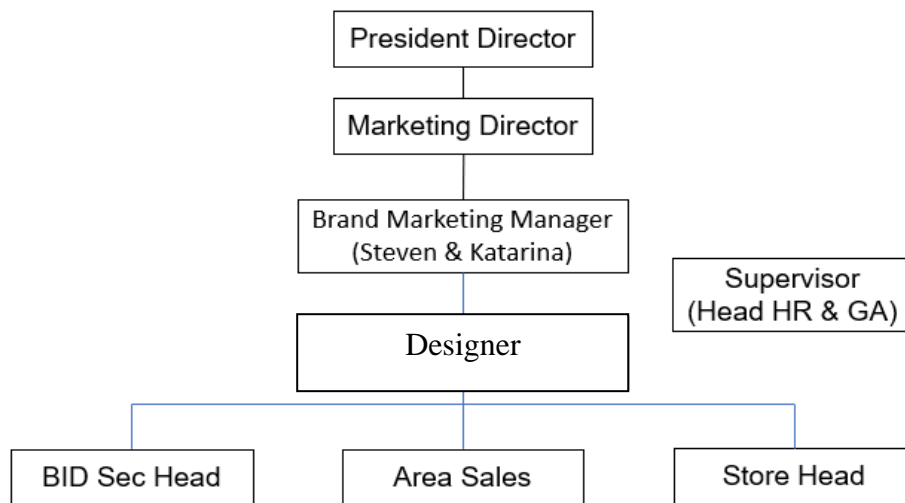 President Director
Marketing Director
Brand Marketing Manager
(Steven & Katarina)
Supervisor
(Head HR & GA)
Designer
BID Sec Head
Area Sales
Store Head